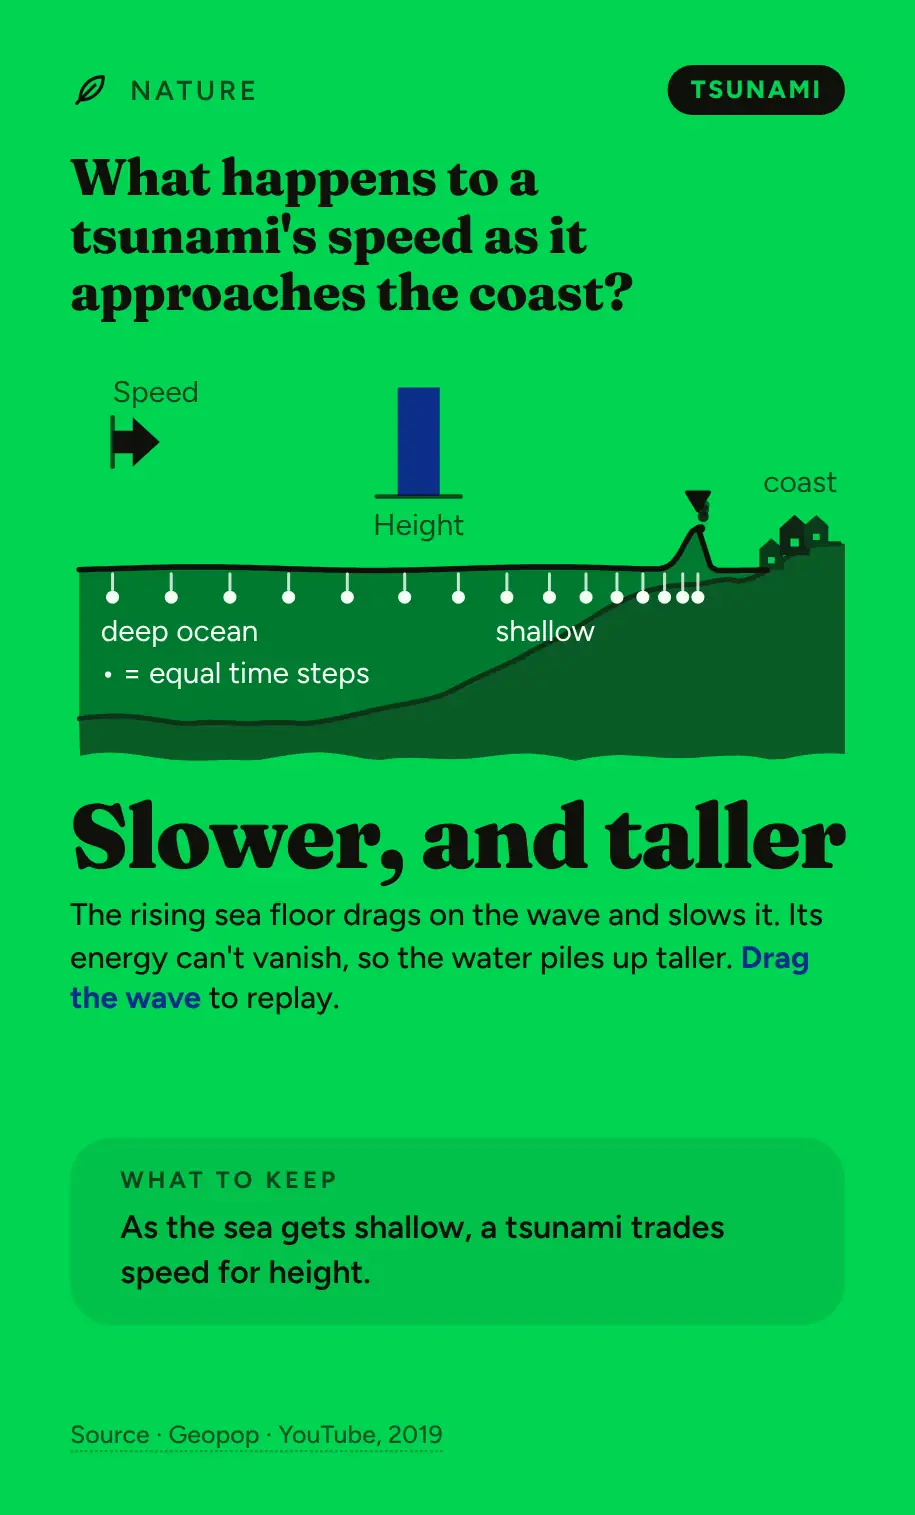 NATURE
TSUNAMI
What happens to a
tsunami's speed as it
approaches the coast?
Speed
Height
coast
deep ocean
shallow
• = equal time steps
Slower, and taller
The rising sea floor drags on the wave and slows it. Its
energy can't vanish, so the water piles up taller. Drag
the wave to replay.
WHAT TO KEEP
As the sea gets shallow, a tsunami trades
speed for height.
Source · Geopop · YouTube, 2019